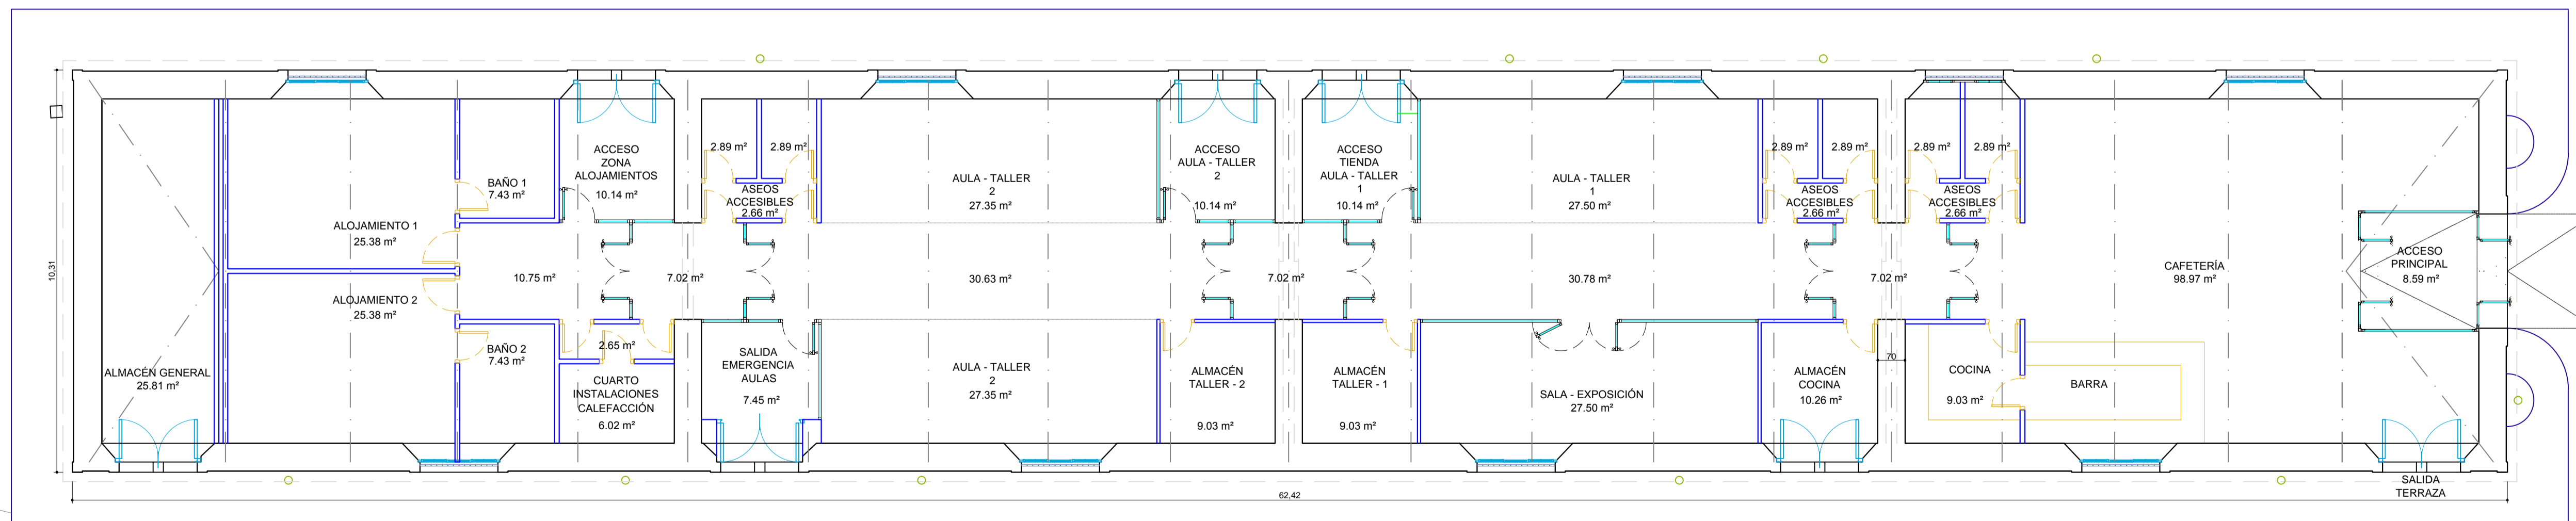 10,31
ALMACÉN GENERAL
25.81 m²
ALOJAMIENTO 1
25.38 m²
ALOJAMIENTO 2
25.38 m²
BAÑO 1
7.43 m²
BAÑO 2
7.43 m²
ACCESO
ZONA
ALOJAMIENTOS
10.14 m²
10.75 m²
2.65 m²
CUARTO
INSTALACIONES
CALEFACCIÓN
6.02 m²
7.02 m²
2.89 m²
2.89 m²
ASEOS
ACCESIBLES
2.66 m²
SALIDA
EMERGENCIA
AULAS
7.45 m²
AULA - TALLER
2
27.35 m²
30.63 m²
AULA - TALLER
2
27.35 m²
ACCESO
AULA - TALLER
2
10.14 m²
ALMACÉN
TALLER - 2
9.03 m²
7.02 m²
ACCESO
TIENDA
AULA - TALLER
1
10.14 m²
ALMACÉN
TALLER - 1
9.03 m²
AULA - TALLER
1
27.50 m²
30.78 m²
SALA - EXPOSICIÓN
27.50 m²
2.89 m²
2.89 m²
ASEOS
ACCESIBLES
2.66 m²
7.02 m²
ALMACÉN
COCINA
10.26 m²
70
2.89 m²
2.89 m²
ASEOS
ACCESIBLES
2.66 m²
COCINA
9.03 m²
BARRA
CAFETERÍA
98.97 m²
ACCESO
PRINCIPAL
8.59 m²
SALIDA
TERRAZA
62,42